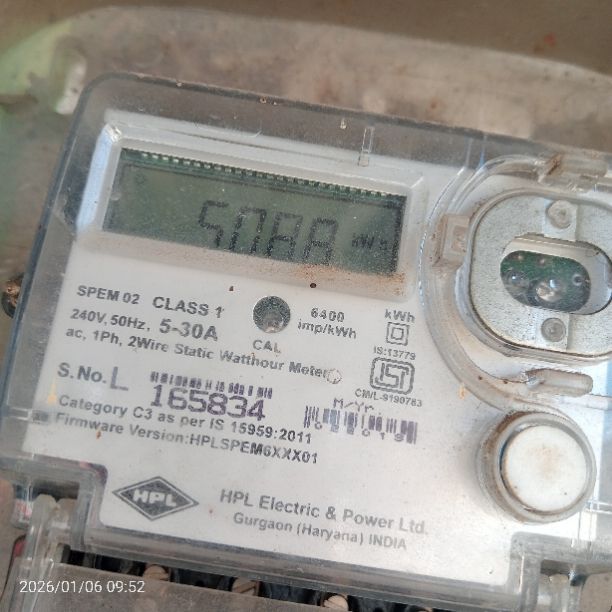 kWh
SPEM 02 CLASS 1
240V, 50Hz, 5-30A
ac, 1Ph, 2Wire Static Watthour Meter
CAL
6400
imp/kWh
kWh
IS:13779
ISI
CM/L-9190783
S.No. L 165834
M/Yr.
Category C3 as per IS 15959:2011
Firmware Version:HPLSPEM6XXX01
HPL
HPL Electric & Power Ltd.
Gurgaon (Haryana) INDIA
2026/01/06 09:52